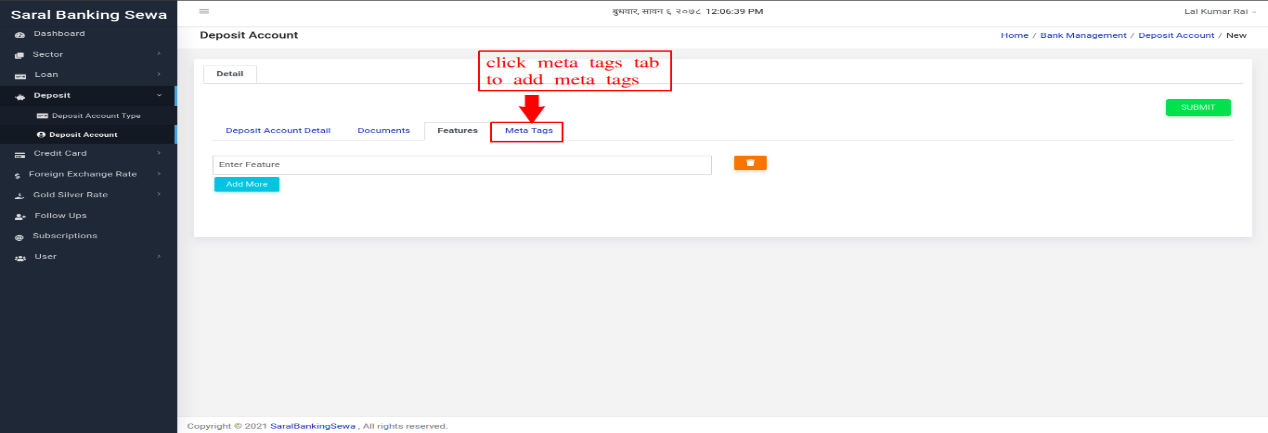 Saral Banking Sewa
बुधवार, सावन ६ २०७८ 12:06:39 PM
Lal Kumar Rai
Dashboard
Sector
Loan
Deposit
Deposit Account Type
Deposit Account
Credit Card
Foreign Exchange Rate
Gold Silver Rate
Follow Ups
Subscriptions
User
Deposit Account
Home / Bank Management / Deposit Account / New
click meta tags tab
to add meta tags
Detail
SUBMIT
Deposit Account Detail Documents Features Meta Tags
Enter Feature
Add More
Copyright © 2021 SaralBankingSewa , All rights reserved.